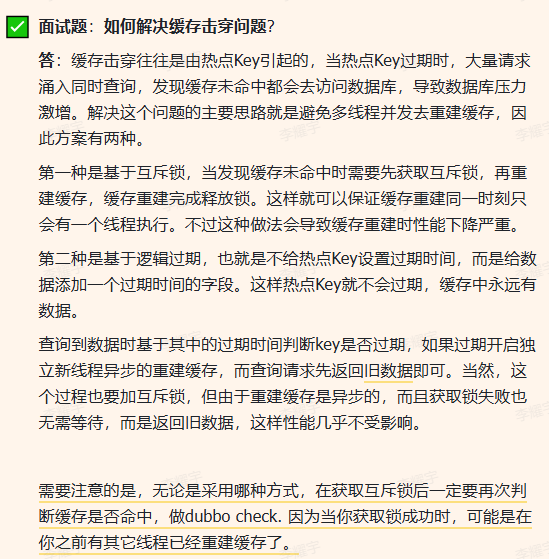 面试题：如何解决缓存击穿问题？
答：缓存击穿往往是由热点Key引起的，当热点Key过期时，大量请求
涌入同时查询，发现缓存未命中都会去访问数据库，导致数据库压力
激增。解决这个问题的主要思路就是避免多线程并发去重建缓存，因
此方案有两种。
第一种是基于互斥锁，当发现缓存未命中时需要先获取互斥锁，再重
建缓存，缓存重建完成释放锁。这样就可以保证缓存重建同一时刻只
会有一个线程执行。不过这种做法会导致缓存重建时性能下降严重。
第二种是基于逻辑过期，也就是不给热点Key设置过期时间，而是给数
据添加一个过期时间的字段。这样热点Key就不会过期，缓存中永远有
数据。
查询到数据时基于其中的过期时间判断key是否过期，如果过期开启独
立新线程异步的重建缓存，而查询请求先返回旧数据即可。当然，这
个过程也要加互斥锁，但由于重建缓存是异步的，而且获取锁失败也
无需等待，而是返回旧数据，这样性能几乎不受影响。
需要注意的是，无论是采用哪种方式，在获取互斥锁后一定要再次判
断缓存是否命中，做dubbo check. 因为当你获取锁成功时，可能是在
你之前有其它线程已经重建缓存了。